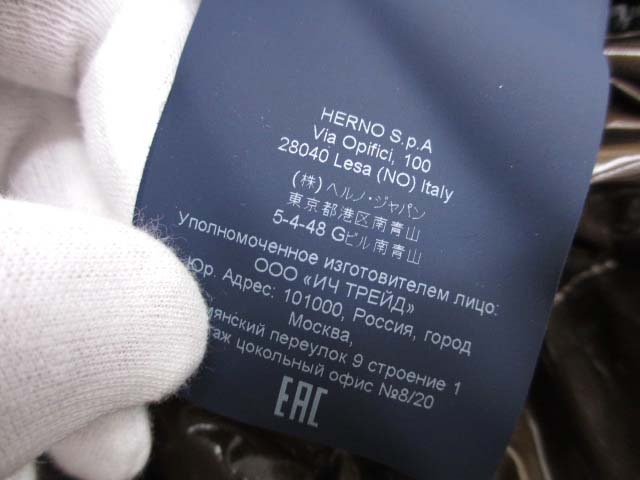 HERNO S.p.A
Via Opifici, 100
28040 Lesa (NO) Italy
(株)ヘルノ・ジャパン
東京都港区南青山
5-4-48 Gビル南青山
Уполномоченное изготовителем лицо:
ООО «ИЧ ТРЕЙД»
Юр. Адрес: 101000, Россия, город
Москва,
переулок 9 строение 1
цокольный офис №8/20
EAC